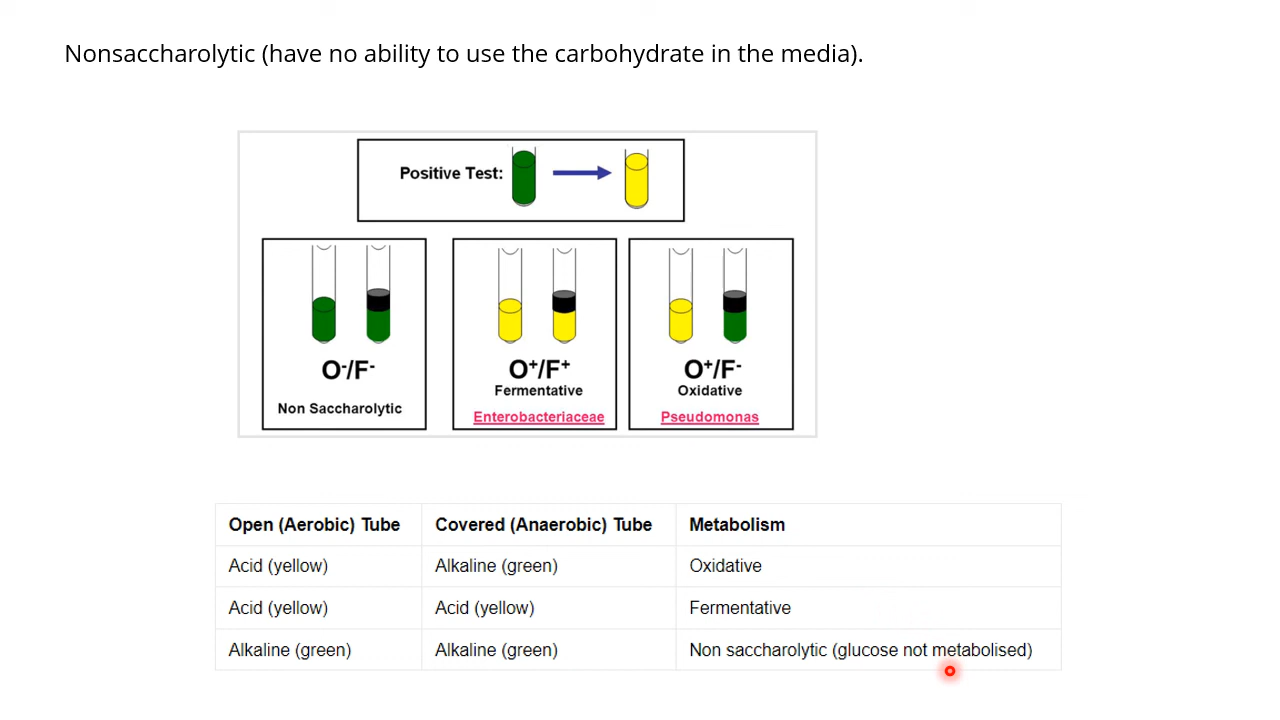 Nonsaccharolytic (have no ability to use the carbohydrate in the media).
Positive Test:
O-/F-
Non Saccharolytic
O+/F+
Fermentative
Enterobacteriaceae
O+/F-
Oxidative
Pseudomonas
Open (Aerobic) Tube Covered (Anaerobic) Tube Metabolism
Acid (yellow) Alkaline (green) Oxidative
Acid (yellow) Acid (yellow) Fermentative
Alkaline (green) Alkaline (green) Non saccharolytic (glucose not metabolised)